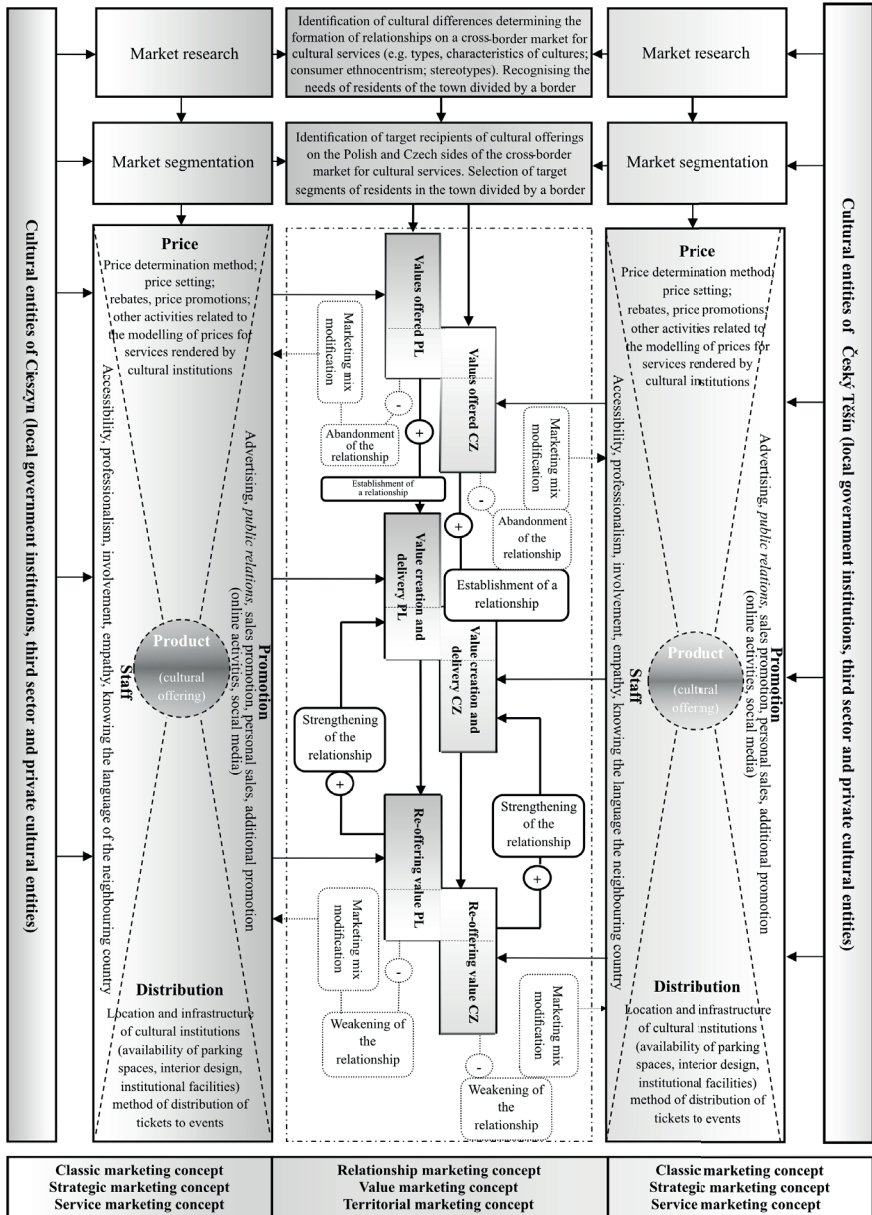 Cultural entities of Cieszyn (local government institutions, third sector and private cultural entities)
Market research
Identification of cultural differences determining the
formation of relationships on a cross-border market for
cultural services (e.g. types, characteristics of cultures;
consumer ethnocentrism; stereotypes). Recognising the
needs of residents of the town divided by a border
Market research
Cultural entities of Český Těšín (local government institutions, third sector and private cultural entities)
Market segmentation
Identification of target recipients of cultural offerings
on the Polish and Czech sides of the cross-border
market for cultural services. Selection of target
segments of residents in the town divided by a border
Market segmentation
Price
Price determination method;
price setting;
rebates, price promotions;
other activities related to
the modelling of prices for
services rendered by
cultural institutions
Accessibility, professionalism, involvement, empathy, knowing the language of the neighbouring country
Staff
Product
(cultural
offering)
Promotion
Advertising, public relations, sales promotion, personal sales, additional promotion
(online activities, social media)
Distribution
Location and infrastructure
of cultural institutions
(availability of parking
spaces, interior design,
institutional facilities)
method of distribution of
tickets to events
Values offered PL
Values offered CZ
Marketing mix
modification
-
Abandonment
of the
relationship
+
Establishment of
a relationship
Marketing mix
modification
-
Abandonment of
the relationship
+
Establishment of a
relationship
Value creation and
delivery PL
Value creation and
delivery CZ
Strengthening
of the
relationship
+
Strengthening
of the
relationship
+
Re-offering value PL
Re-offering value CZ
Marketing mix
modification
-
Weakening of
the
relationship
Marketing mix
modification
-
Weakening of
the
relationship
Price
Price determination method;
price setting;
rebates, price promotions;
other activities related to
the modelling of prices for
services rendered by
cultural institutions
Accessibility, professionalism, involvement, empathy, knowing the language the neighbouring country
Staff
Product
(cultural
offering)
Promotion
Advertising, public relations, sales promotion, personal sales, additional promotion
(online activities, social media)
Distribution
Location and infrastructure
of cultural institutions
(availability of parking
spaces, interior design,
institutional facilities)
method of distribution of
tickets to events
Classic marketing concept
Strategic marketing concept
Service marketing concept
Relationship marketing concept
Value marketing concept
Territorial marketing concept
Classic marketing concept
Strategic marketing concept
Service marketing concept